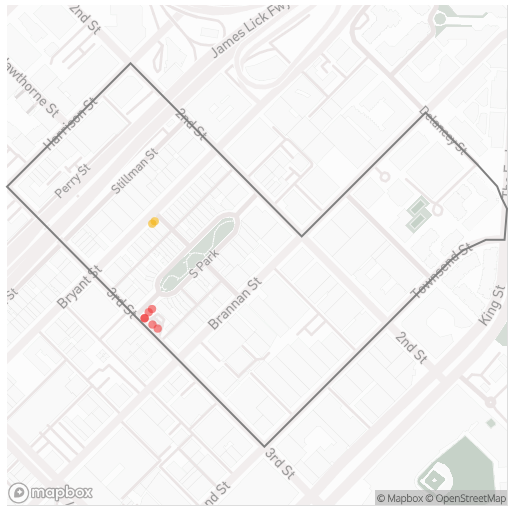 2nd St
James Lick Fwy
Hawthorne St
Harrison St
2nd St
Delancey St
Perry St
Stillman St
S Park
Bryant St
3rd St
Brannan St
Townsend St
King St
2nd St
3rd St
nd St
mapbox
© Mapbox © OpenStreetMap